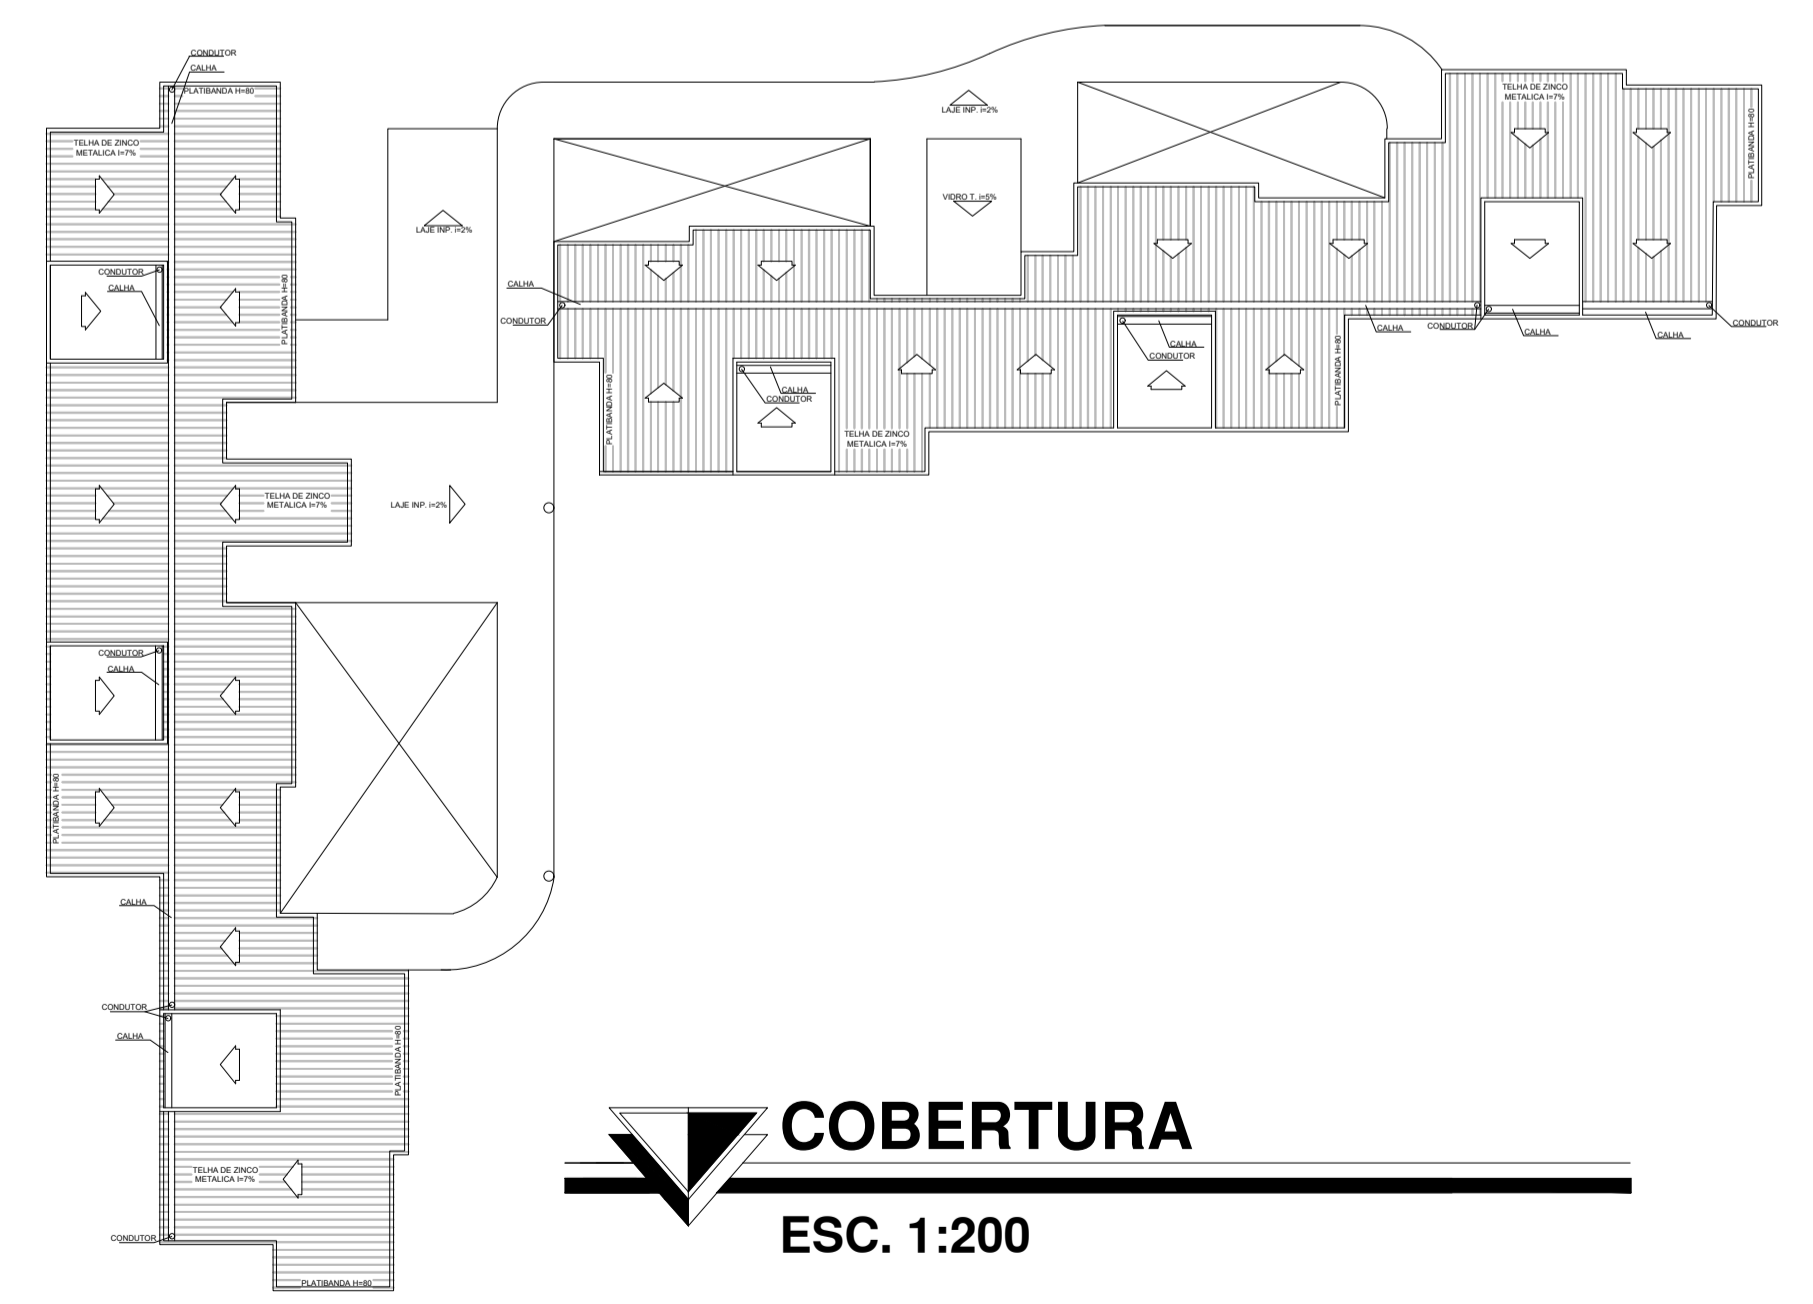 CONDUTOR
CALHA
PLATIBANDA H=80
TELHA DE ZINCO
METALICA I=7%
CONDUTOR
CALHA
PLATIBANDA H=80
LAJE INP. i=2%
TELHA DE ZINCO
METALICA I=7%
LAJE INP. i=2%
CONDUTOR
CALHA
PLATIBANDA H=80
CALHA
CONDUTOR
CALHA
PLATIBANDA H=80
TELHA DE ZINCO
METALICA I=7%
CONDUTOR
PLATIBANDA H=80
LAJE INP. i=2%
VIDRO T. i=5%
TELHA DE ZINCO
METALICA I=7%
PLATIBANDA H=80
CALHA
CONDUTOR
CALHA
CONDUTOR
CALHA
CALHA
CONDUTOR
CALHA
CONDUTOR
PLATIBANDA H=80
CALHA
CONDUTOR
PLATIBANDA H=80
TELHA DE ZINCO
METALICA I=7%
COBERTURA
ESC. 1:200